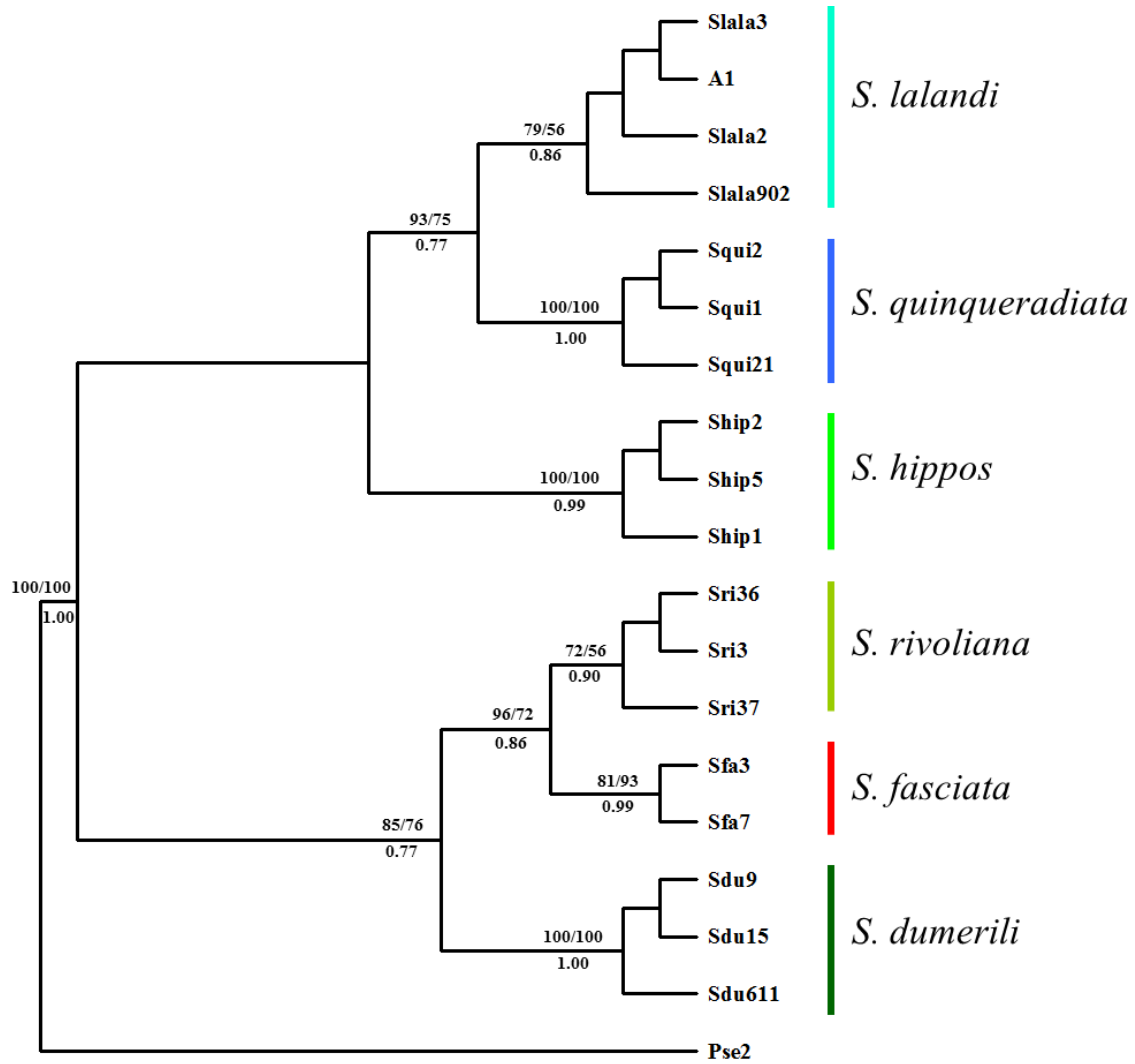 Slala3
A1
S. lalandi
79/56
0.86
Slala2
Slala902
93/75
0.77
Squi2
Squi1
S. quinqueradiata
100/100
1.00
Squi21
Ship2
Ship5
S. hippos
100/100
0.99
Ship1
100/100
1.00
Sri36
Sri3
S. rivoliana
72/56
0.90
Sri37
96/72
0.86
Sfa3
S. fasciata
81/93
0.99
Sfa7
85/76
0.77
Sdu9
Sdu15
S. dumerili
100/100
1.00
Sdu611
Pse2